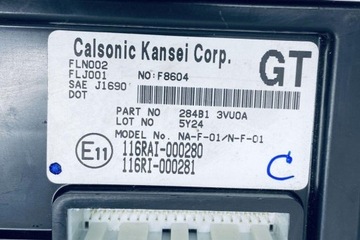 Calsonic Kansei Corp.
GT
FLN002
FLJ001 NO:F8604
SAE J1690
DOT
PART NO 284B1 3VU0A
LOT NO 5Y24
MODEL No. NA-F-01/N-F-01
E11 116RAI-000280
116RI-000281
C